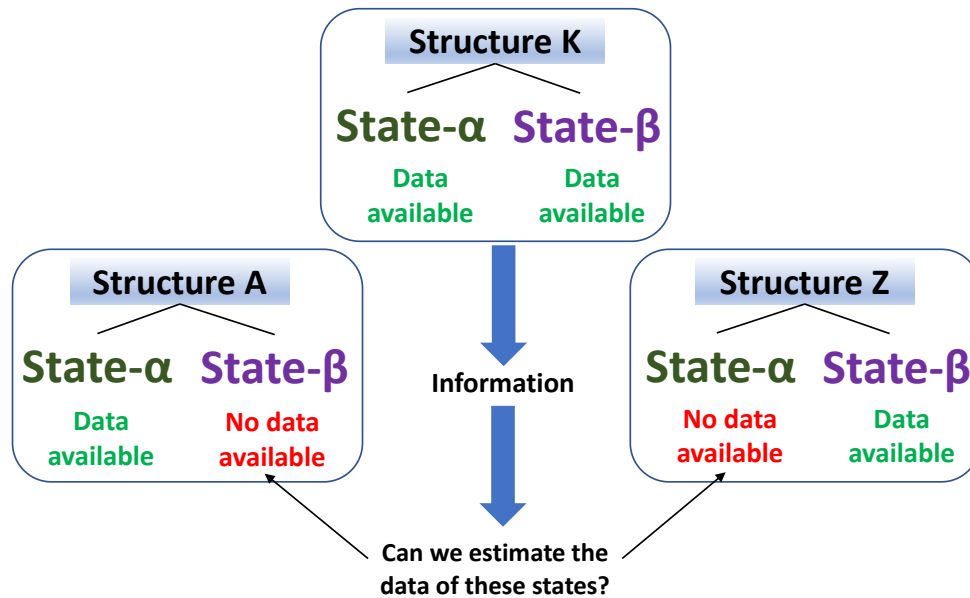 Structure K
State-α State-β
Data
available
Data
available
Structure A
State-α State-β
Data
available
No data
available
Structure Z
State-α State-β
No data
available
Data
available
Information
Can we estimate the
data of these states?